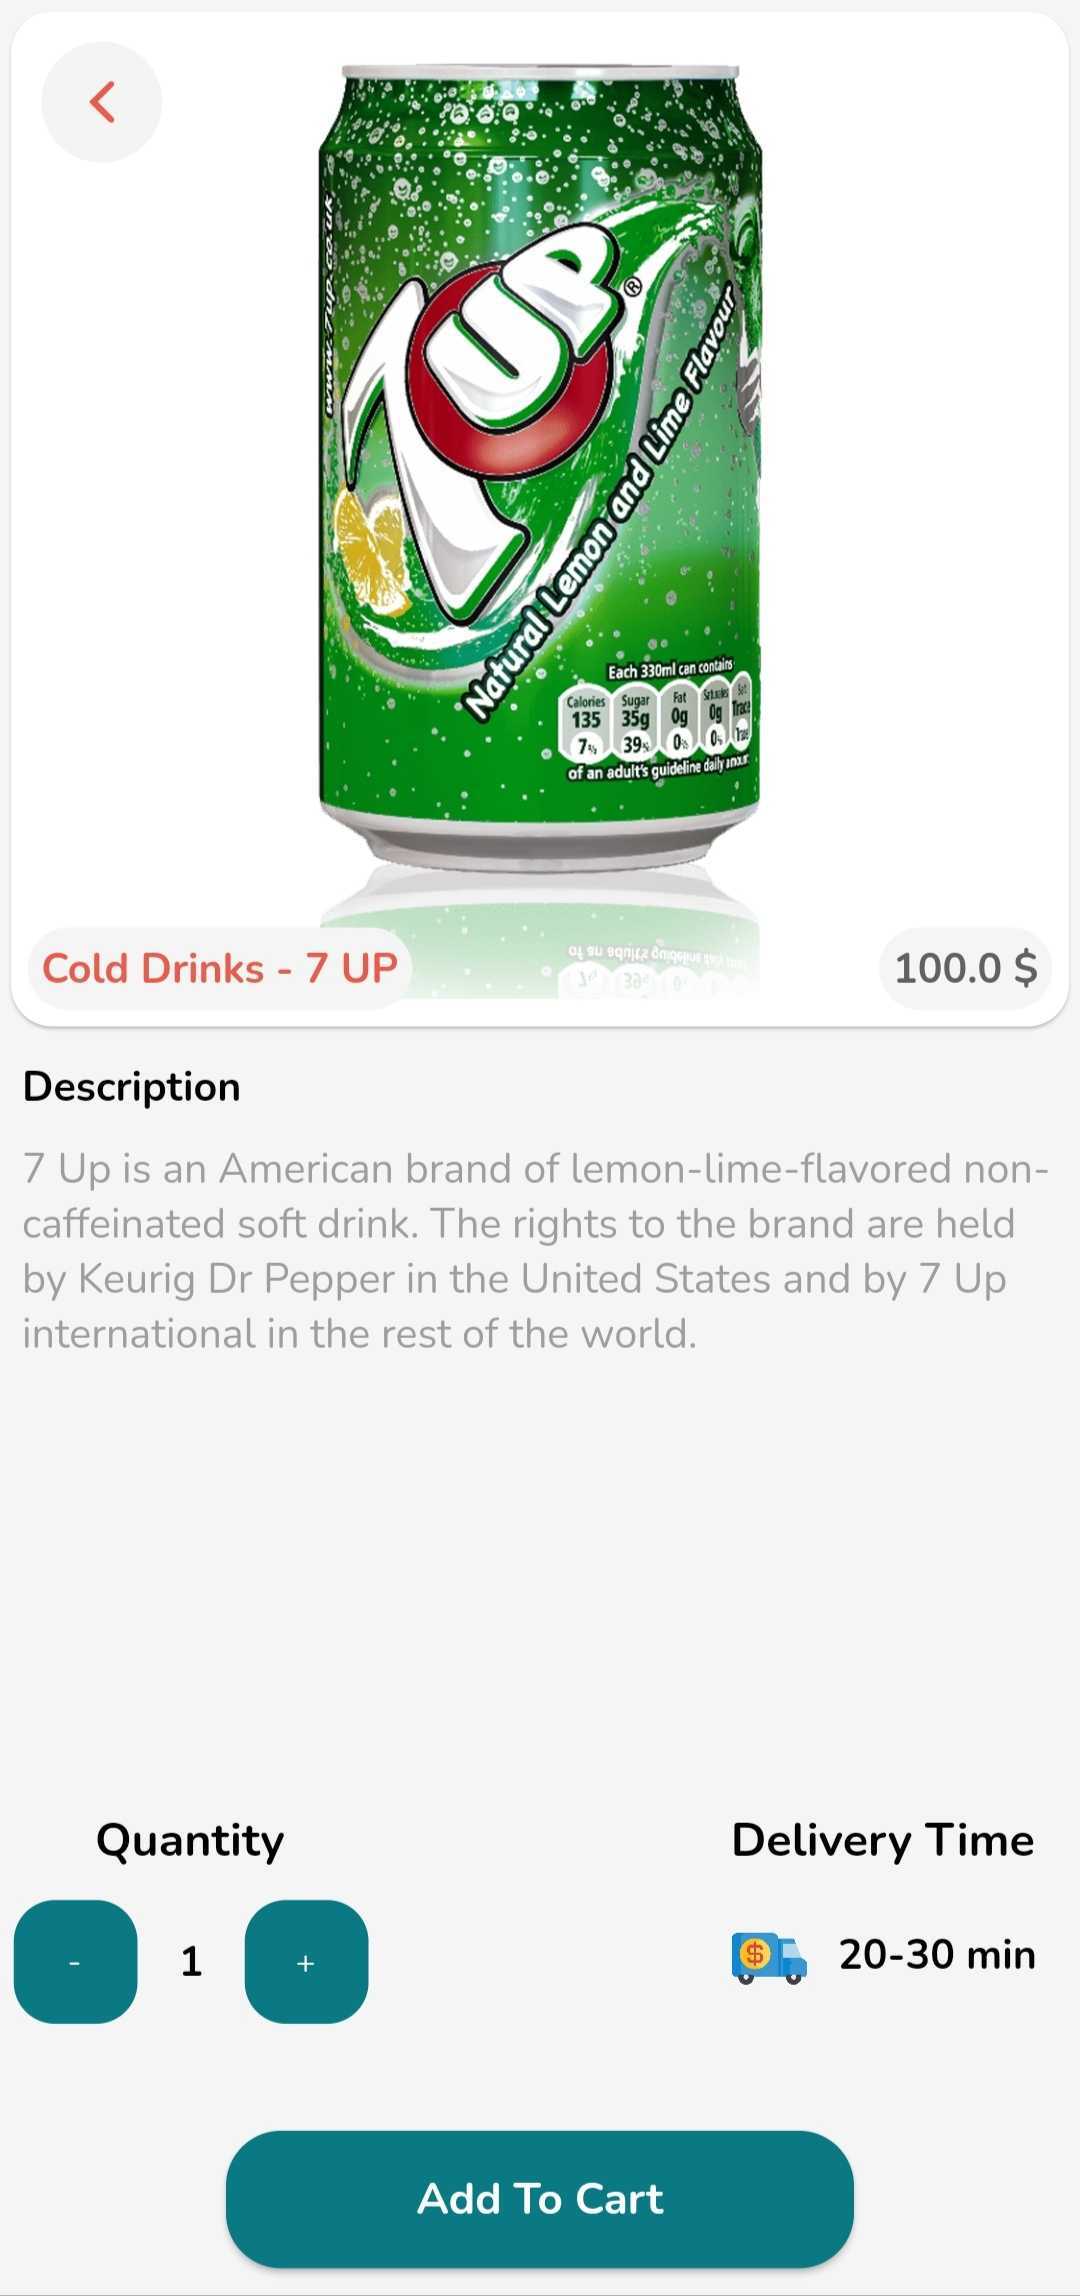 www.7up.co.uk
7UP®
Natural Lemon and Lime Flavour
Each 330ml can contains
Calories Sugar Fat Saturates Salt
135 35g 0g 0g Trace
7% 39% 0% 0%
of an adult's guideline daily amount
Cold Drinks - 7 UP
100.0 $
Description
7 Up is an American brand of lemon-lime-flavored non-
caffeinated soft drink. The rights to the brand are held
by Keurig Dr Pepper in the United States and by 7 Up
international in the rest of the world.
Quantity
Delivery Time
- 1 +
20-30 min
Add To Cart